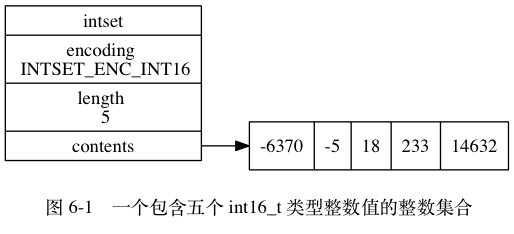 intset
encoding
INTSET_ENC_INT16
length
5
contents
-6370 -5 18 233 14632
图 6-1 一个包含五个 int16_t 类型整数值的整数集合